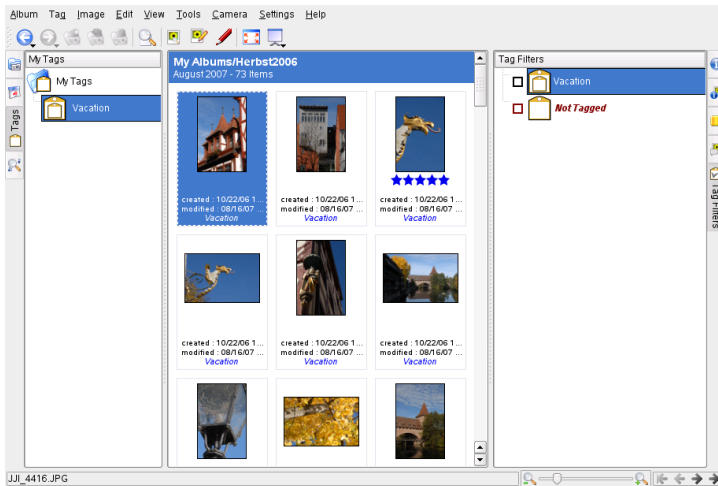 Album Tag Image Edit View Tools Camera Settings Help
My Tags
My Tags
Vacation
Tags
My Albums/Herbst2006
August 2007 - 73 Items
created : 10/22/06 1...
modified : 08/16/07 ...
Vacation
created : 10/22/06 1...
modified : 08/16/07 ...
Vacation
created : 10/22/06 1...
modified : 08/16/07 ...
Vacation
created : 10/22/06 1...
modified : 08/16/07 ...
Vacation
created : 10/22/06 1...
modified : 08/16/07 ...
Vacation
created : 10/22/06 1...
modified : 08/16/07 ...
Vacation
Tag Filters
Vacation
Not Tagged
Tag Filters
JJI_4416.JPG